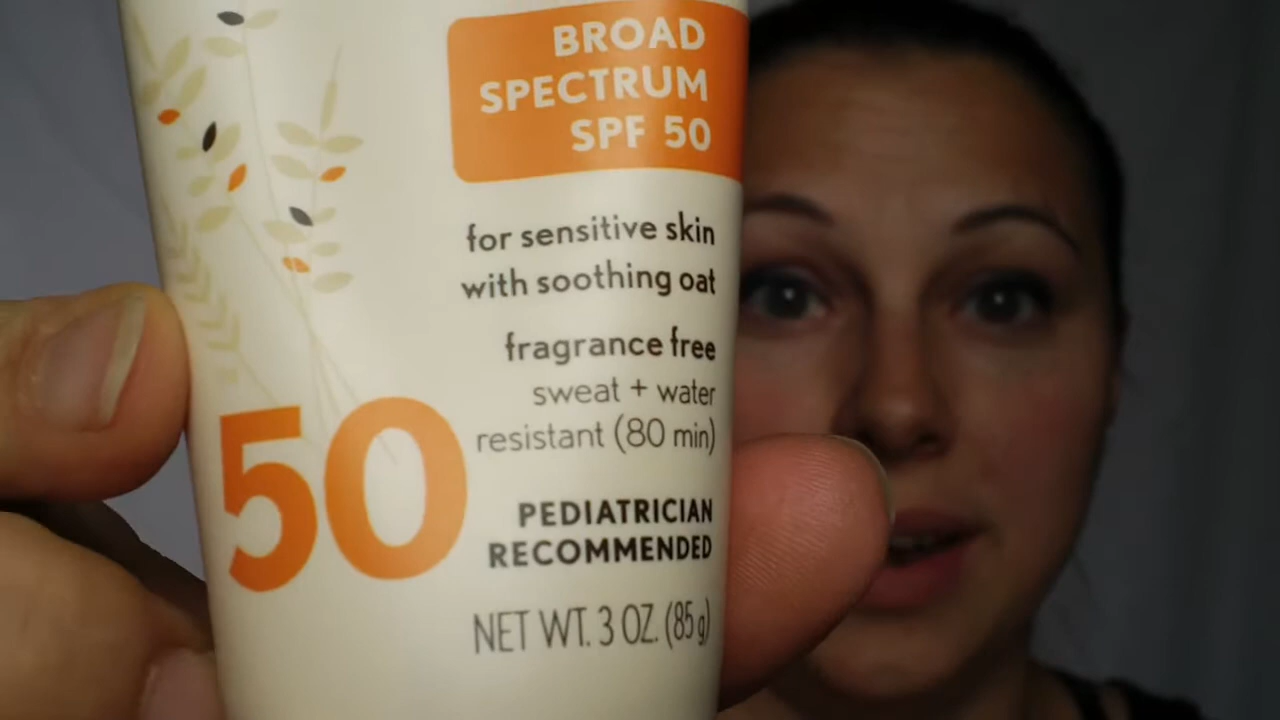 BROAD
SPECTRUM
SPF 50
for sensitive skin
with soothing oat
fragrance free
sweat + water
resistant (80 min)
50
PEDIATRICIAN
RECOMMENDED
NET WT. 3 OZ. (85 g)